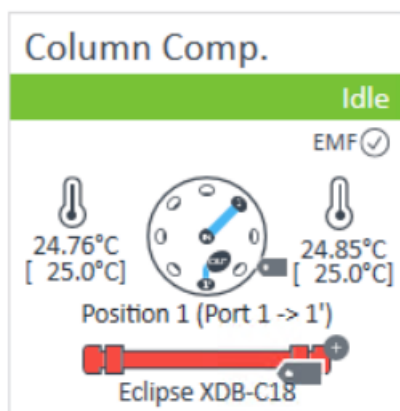 Column Comp.
Idle
EMF
24.76°C
[ 25.0°C]
24.85°C
[ 25.0°C]
Position 1 (Port 1 -> 1')
Eclipse XDB-C18